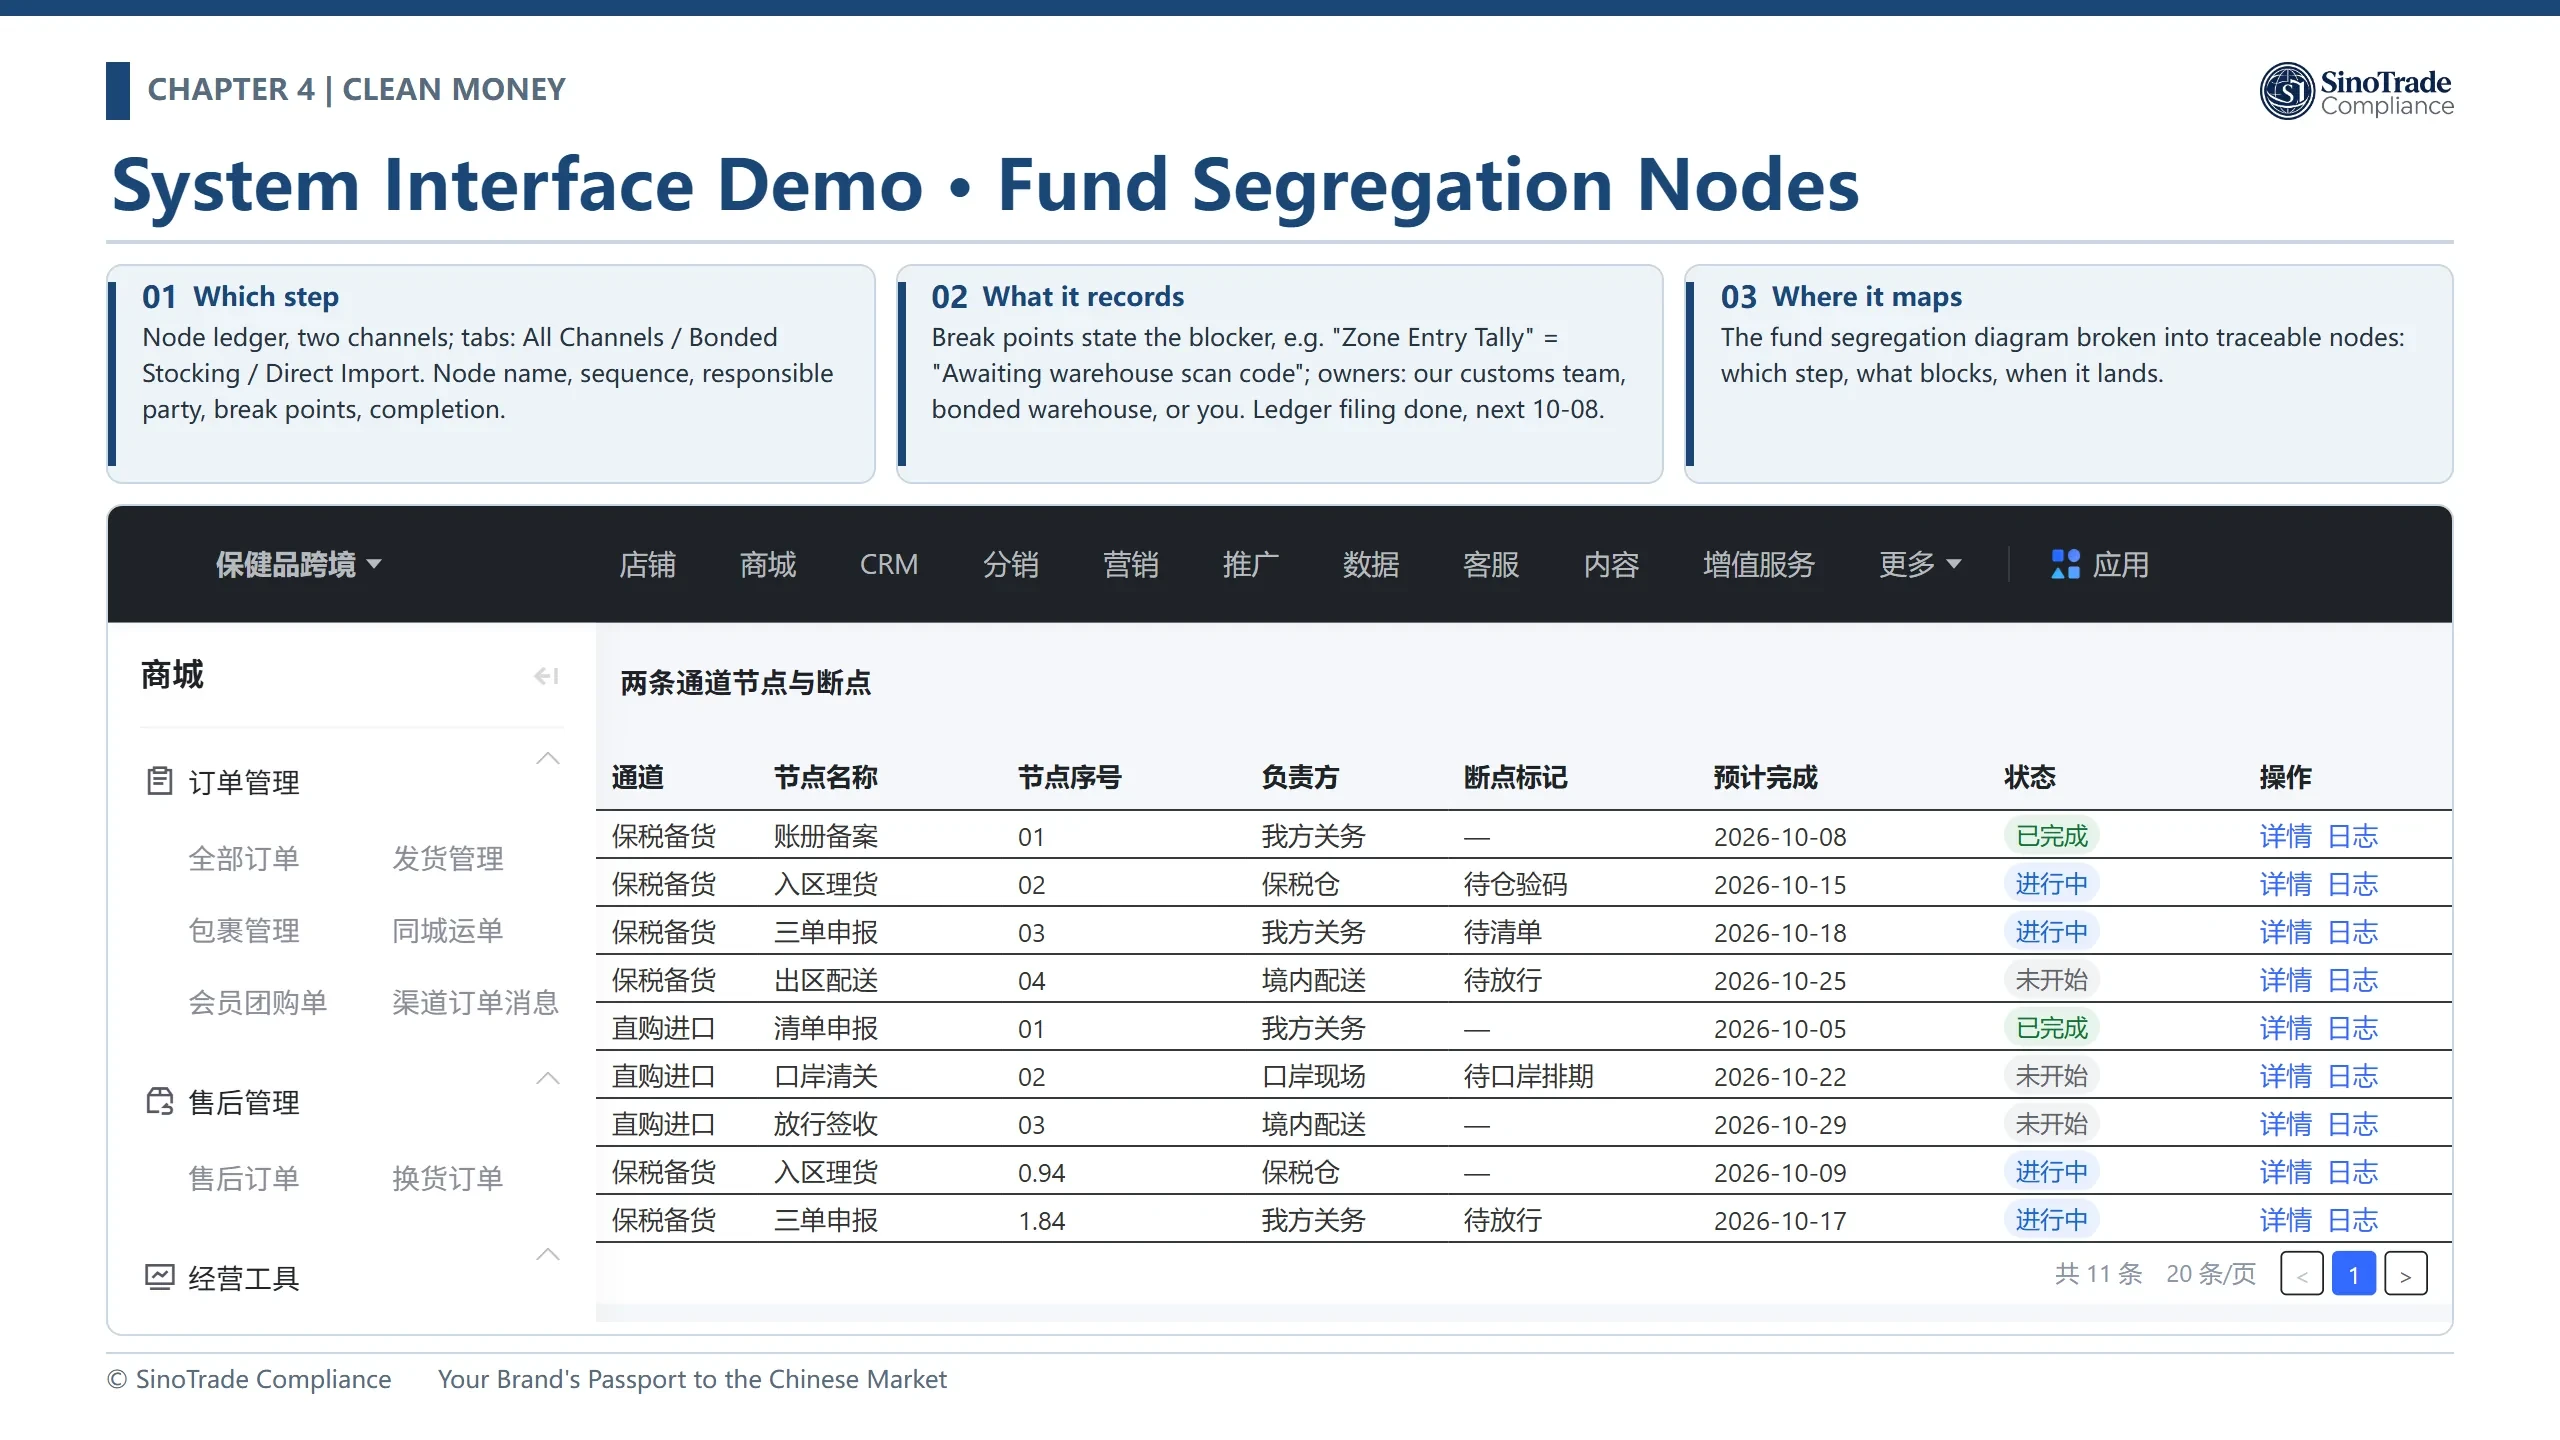 CHAPTER 4 | CLEAN MONEY
SinoTrade
Compliance
System Interface Demo • Fund Segregation Nodes
01 Which step
Node ledger, two channels; tabs: All Channels / Bonded
Stocking / Direct Import. Node name, sequence, responsible
party, break points, completion.
02 What it records
Break points state the blocker, e.g. "Zone Entry Tally" =
"Awaiting warehouse scan code"; owners: our customs team,
bonded warehouse, or you. Ledger filing done, next 10-08.
03 Where it maps
The fund segregation diagram broken into traceable nodes:
which step, what blocks, when it lands.
保健品跨境 店铺 商城 CRM 分销 营销 推广 数据 客服 内容 增值服务 更多 应用
商城
订单管理
全部订单 发货管理
包裹管理 同城运单
会员团购单 渠道订单消息
售后管理
售后订单 换货订单
经营工具
两条通道节点与断点
通道 节点名称 节点序号 负责方 断点标记 预计完成 状态 操作
保税备货 账册备案 01 我方关务 — 2026-10-08 已完成 详情 日志
保税备货 入区理货 02 保税仓 待仓验码 2026-10-15 进行中 详情 日志
保税备货 三单申报 03 我方关务 待清单 2026-10-18 进行中 详情 日志
保税备货 出区配送 04 境内配送 待放行 2026-10-25 未开始 详情 日志
直购进口 清单申报 01 我方关务 — 2026-10-05 已完成 详情 日志
直购进口 口岸清关 02 口岸现场 待口岸排期 2026-10-22 未开始 详情 日志
直购进口 放行签收 03 境内配送 — 2026-10-29 未开始 详情 日志
保税备货 入区理货 0.94 保税仓 — 2026-10-09 进行中 详情 日志
保税备货 三单申报 1.84 我方关务 待放行 2026-10-17 进行中 详情 日志
共 11 条 20 条/页 < 1 >
© SinoTrade Compliance Your Brand's Passport to the Chinese Market